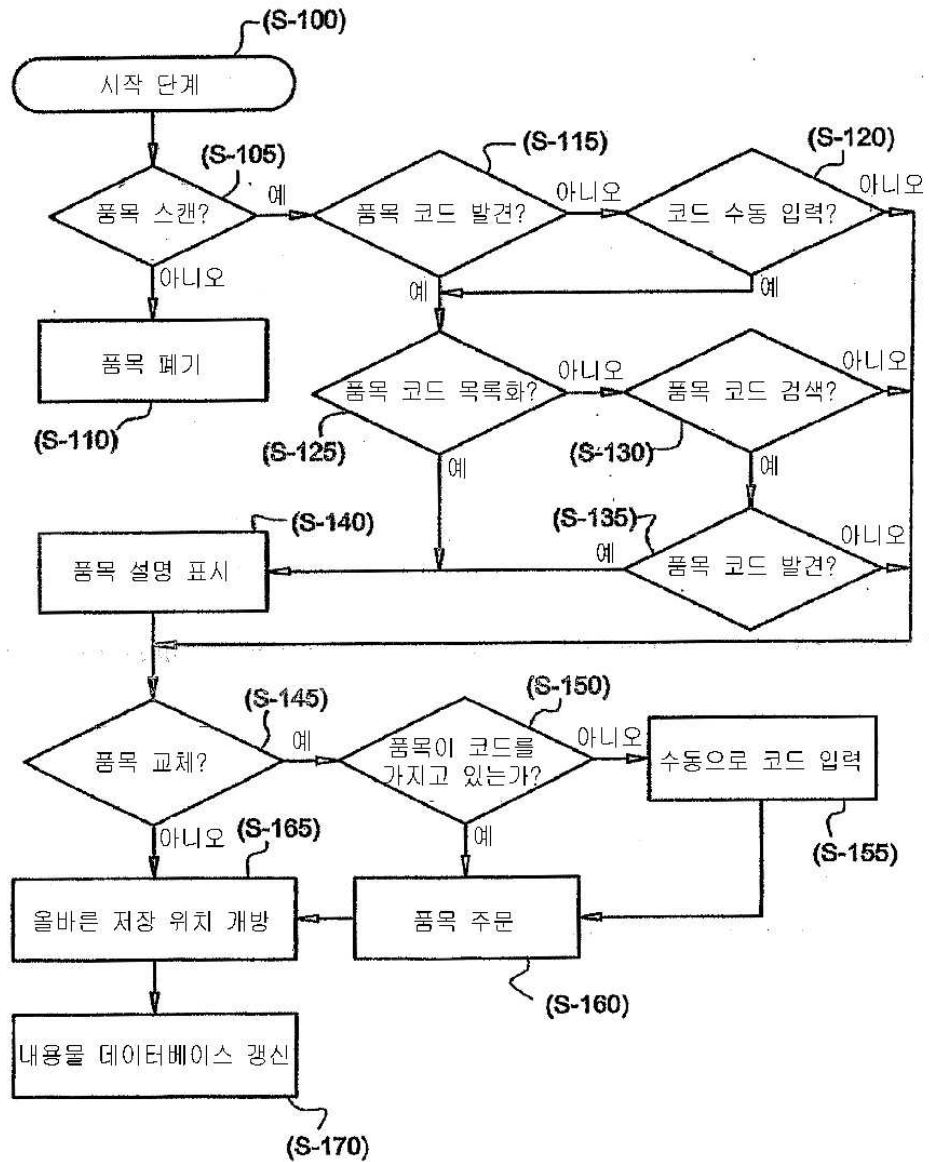 (S-100)
시작 단계
(S-105)
품목 스캔?
예
아니오
(S-115)
품목 코드 발견?
아니오
예
(S-120)
코드 수동 입력?
아니오
예
품목 폐기
(S-110)
품목 코드 목록화?
아니오
(S-125)
예
품목 코드 검색?
아니오
(S-130)
예
(S-135)
품목 코드 발견?
아니오
예
(S-140)
품목 설명 표시
(S-145)
품목 교체?
예
아니오
(S-150)
품목이 코드를
가지고 있는가?
아니오
예
수동으로 코드 입력
(S-155)
(S-165)
올바른 저장 위치 개방
품목 주문
(S-160)
내용물 데이터베이스 갱신
(S-170)